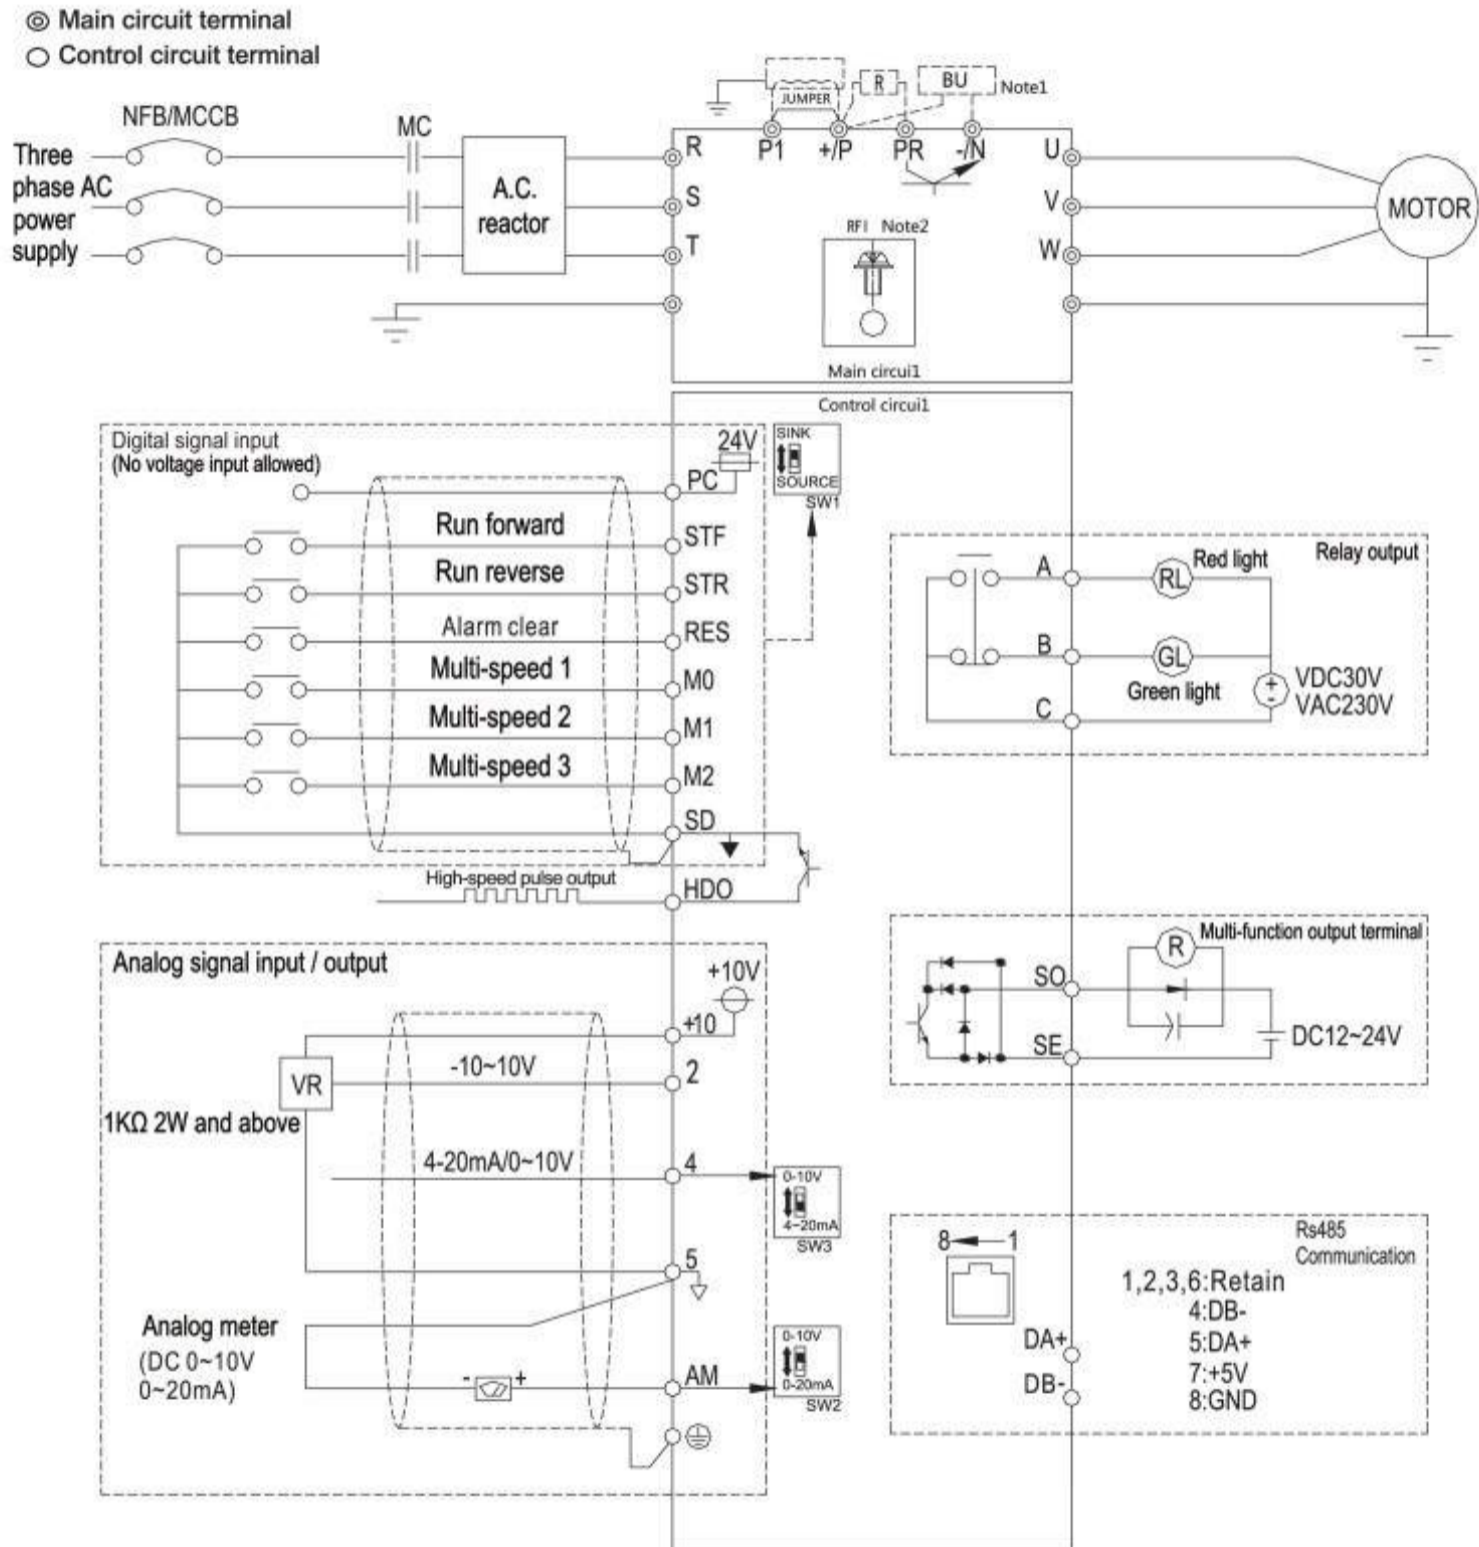 Main circuit terminal
Control circuit terminal
NFB/MCCB
MC
Three
phase AC
power
supply
A.C.
reactor
R
S
T
JUMPER
R
BU
Note1
P1
+/P
PR
-/N
U
V
W
MOTOR
RFI Note2
Main circui1
Control circui1
Digital signal input
(No voltage input allowed)
24V
PC
SINK
SOURCE
SW1
Run forward
STF
Run reverse
STR
Alarm clear
RES
Multi-speed 1
M0
Multi-speed 2
M1
Multi-speed 3
M2
SD
High-speed pulse output
HDO
Relay output
A
RL
Red light
B
GL
Green light
C
+
-
VDC30V
VAC230V
Multi-function output terminal
R
SO
SE
DC12~24V
Analog signal input / output
+10V
+10
-10~10V
2
VR
1KΩ 2W and above
4-20mA/0~10V
4
0-10V
4~20mA
SW3
5
Analog meter
(DC 0~10V
0~20mA)
- +
AM
0-10V
0-20mA
SW2
Rs485
Communication
8 1
1,2,3,6:Retain
4:DB-
5:DA+
7:+5V
8:GND
DA+
DB-